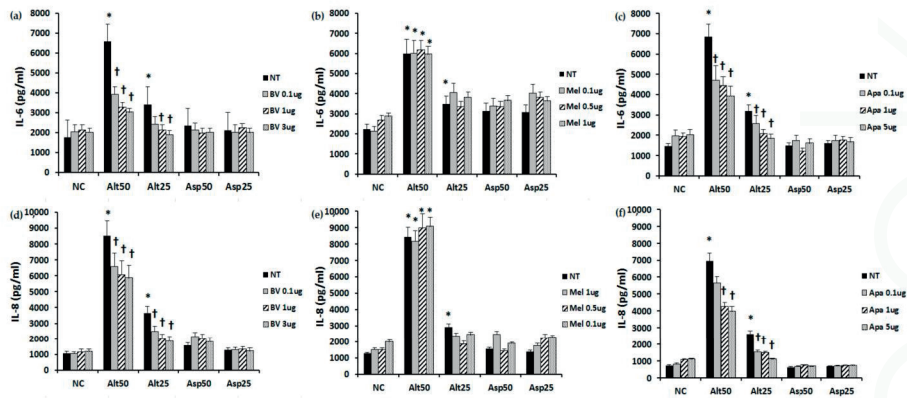 (a)
IL-6 (pg/ml)
8000
7000
6000
5000
4000
3000
2000
1000
0
* † † † * † †
NC Alt50 Alt25 Asp50 Asp25
NT
BV 0.1ug
BV 1ug
BV 3ug
(b)
IL-6 (pg/ml)
8000
7000
6000
5000
4000
3000
2000
1000
0
* * * * *
NC Alt50 Alt25 Asp50 Asp25
NT
Mel 0.1ug
Mel 0.5ug
Mel 1ug
(c)
IL-6 (pg/ml)
8000
7000
6000
5000
4000
3000
2000
1000
0
* † † † * † † †
NC Alt50 Alt25 Asp50 Asp25
NT
Apa 0.1ug
Apa 1ug
Apa 5ug
(d)
IL-8 (pg/ml)
10000
9000
8000
7000
6000
5000
4000
3000
2000
1000
0
* † † † * † † †
NC Alt50 Alt25 Asp50 Asp25
NT
BV 0.1ug
BV 1ug
BV 3ug
(e)
IL-8 (pg/ml)
10000
9000
8000
7000
6000
5000
4000
3000
2000
1000
0
* * * * *
NC Alt50 Alt25 Asp50 Asp25
NT
Mel 1ug
Mel 0.5ug
Mel 0.1ug
(f)
IL-8 (pg/ml)
10000
9000
8000
7000
6000
5000
4000
3000
2000
1000
0
* † † * † † †
NC Alt50 Alt25 Asp50 Asp25
NT
Apa 0.1ug
Apa 1ug
Apa 5ug